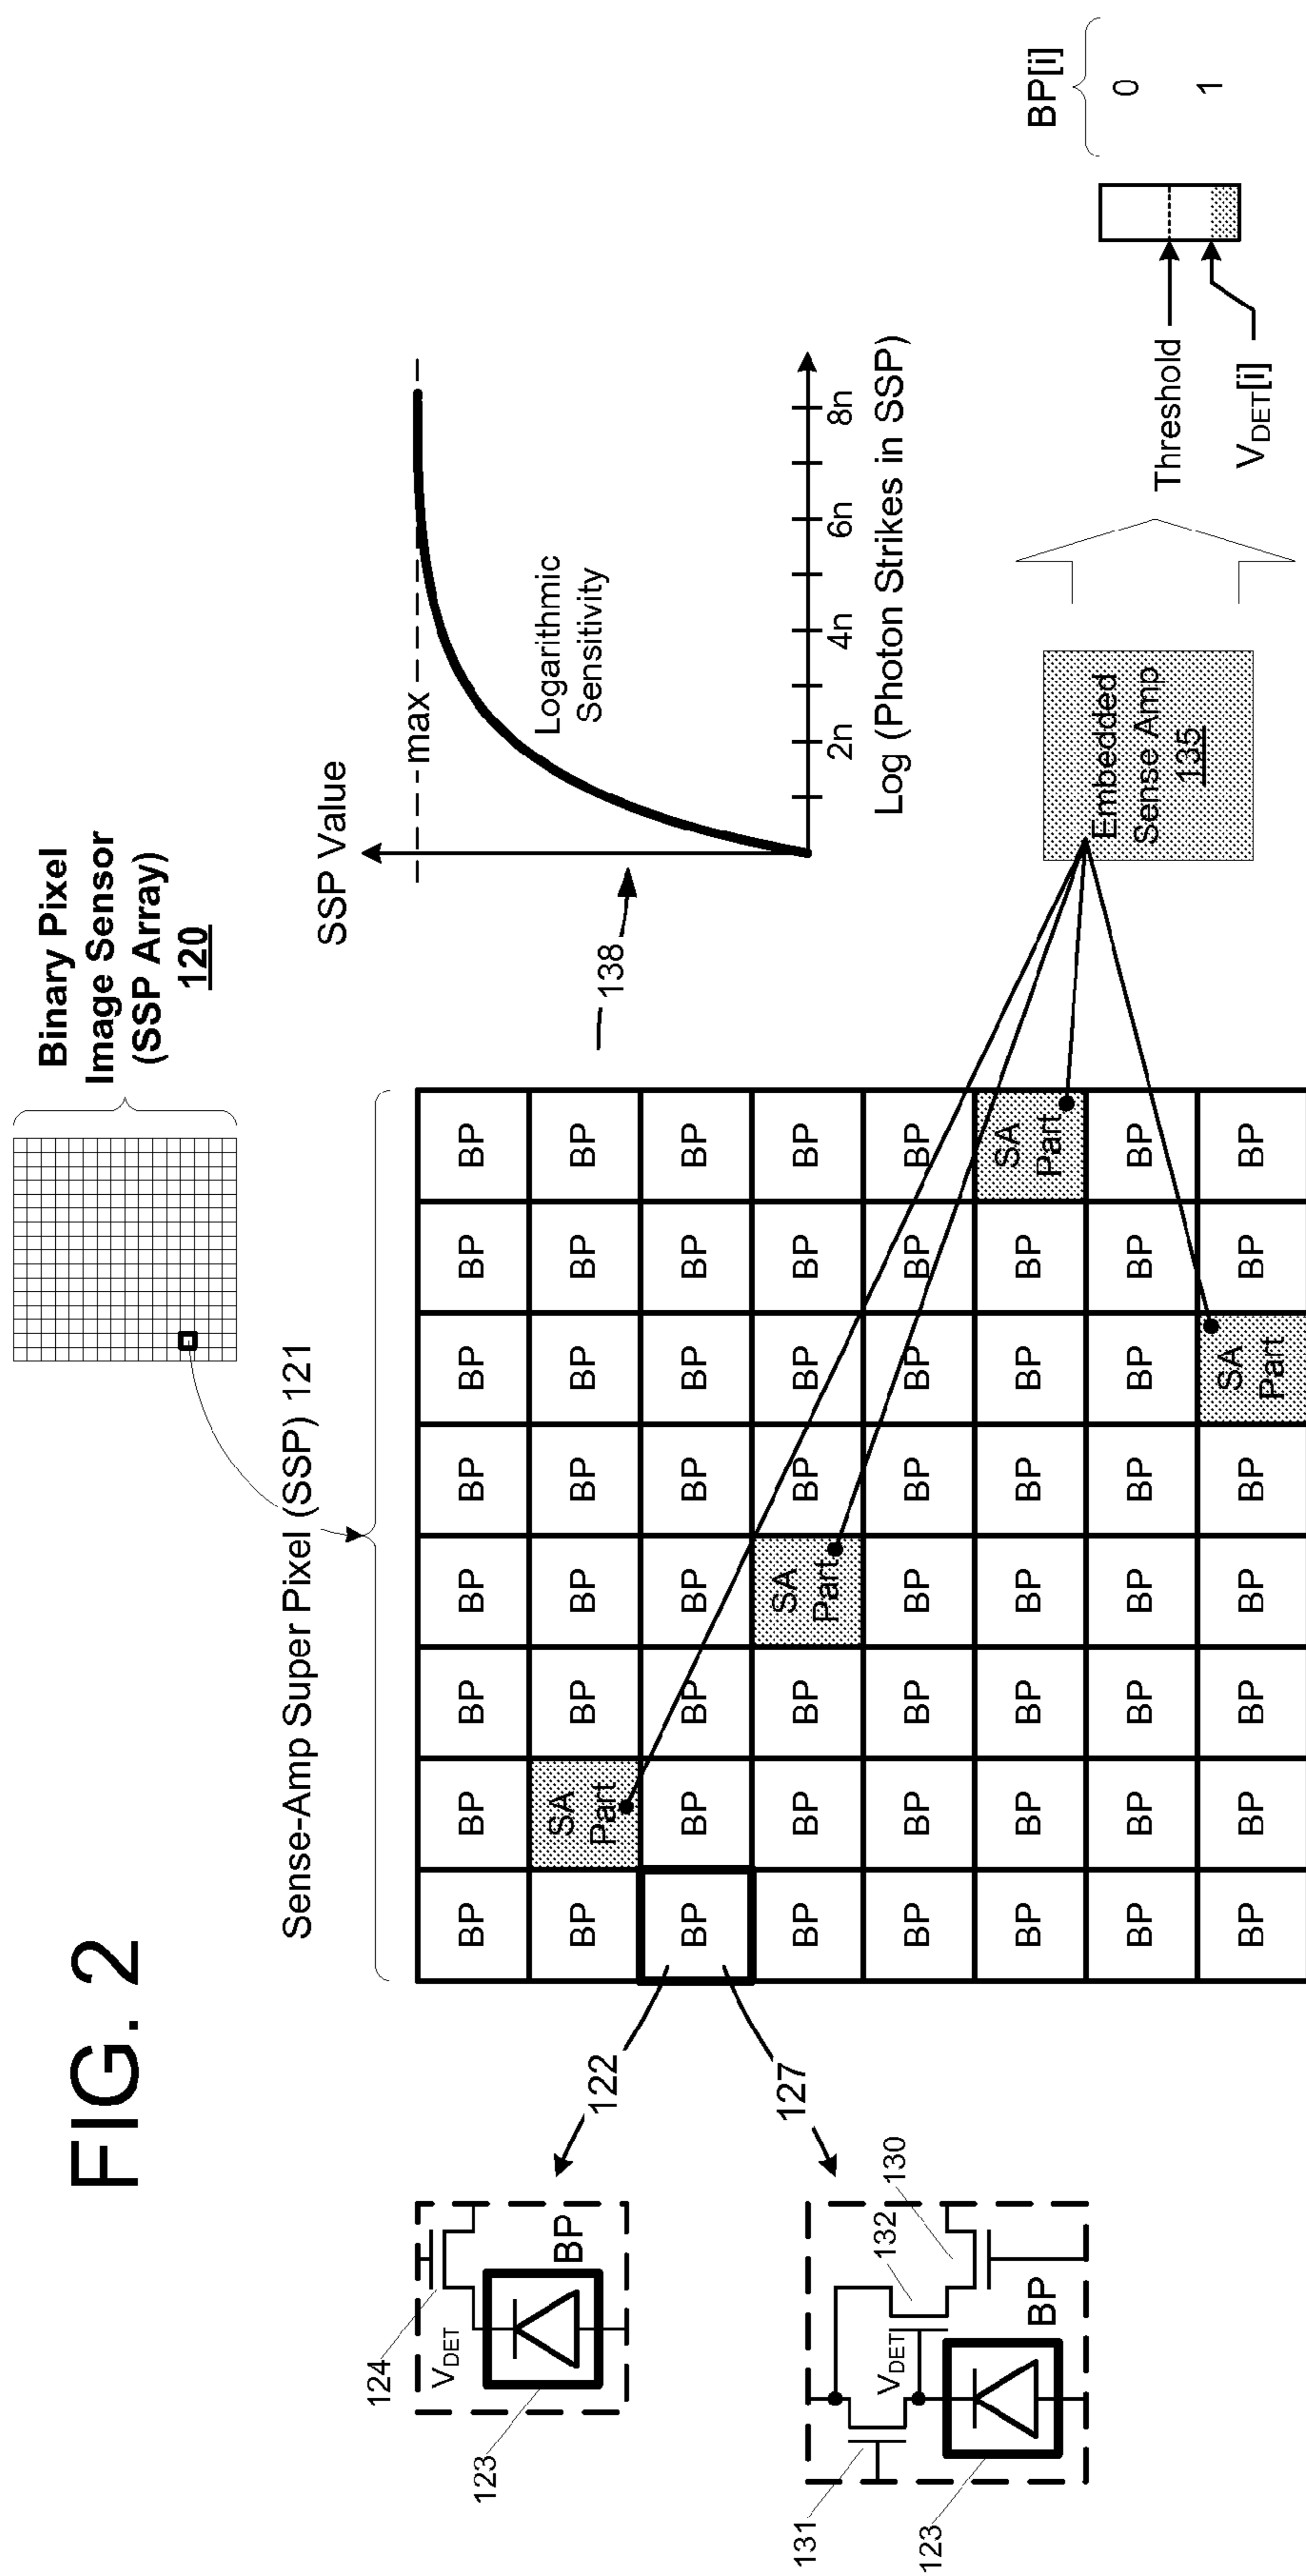 FIG. 2
Binary Pixel
Image Sensor
(SSP Array)
120
Sense-Amp Super Pixel (SSP) 121
124
V_DET
BP
123
122
127
131
132
130
V_DET
BP
123
BP BP BP BP BP BP BP BP
BP SA Part BP BP BP BP BP BP
BP BP BP BP BP BP BP BP
BP BP BP SA Part BP BP BP BP
BP BP BP BP BP BP BP BP
BP BP BP BP BP BP BP SA Part
BP BP BP BP BP BP BP BP
BP BP BP BP BP SA Part BP BP
SSP Value
max
138
Logarithmic
Sensitivity
2n 4n 6n 8n
Log (Photon Strikes in SSP)
Embedded
Sense Amp
135
BP[i]
0
Threshold
1
V_DET[i]